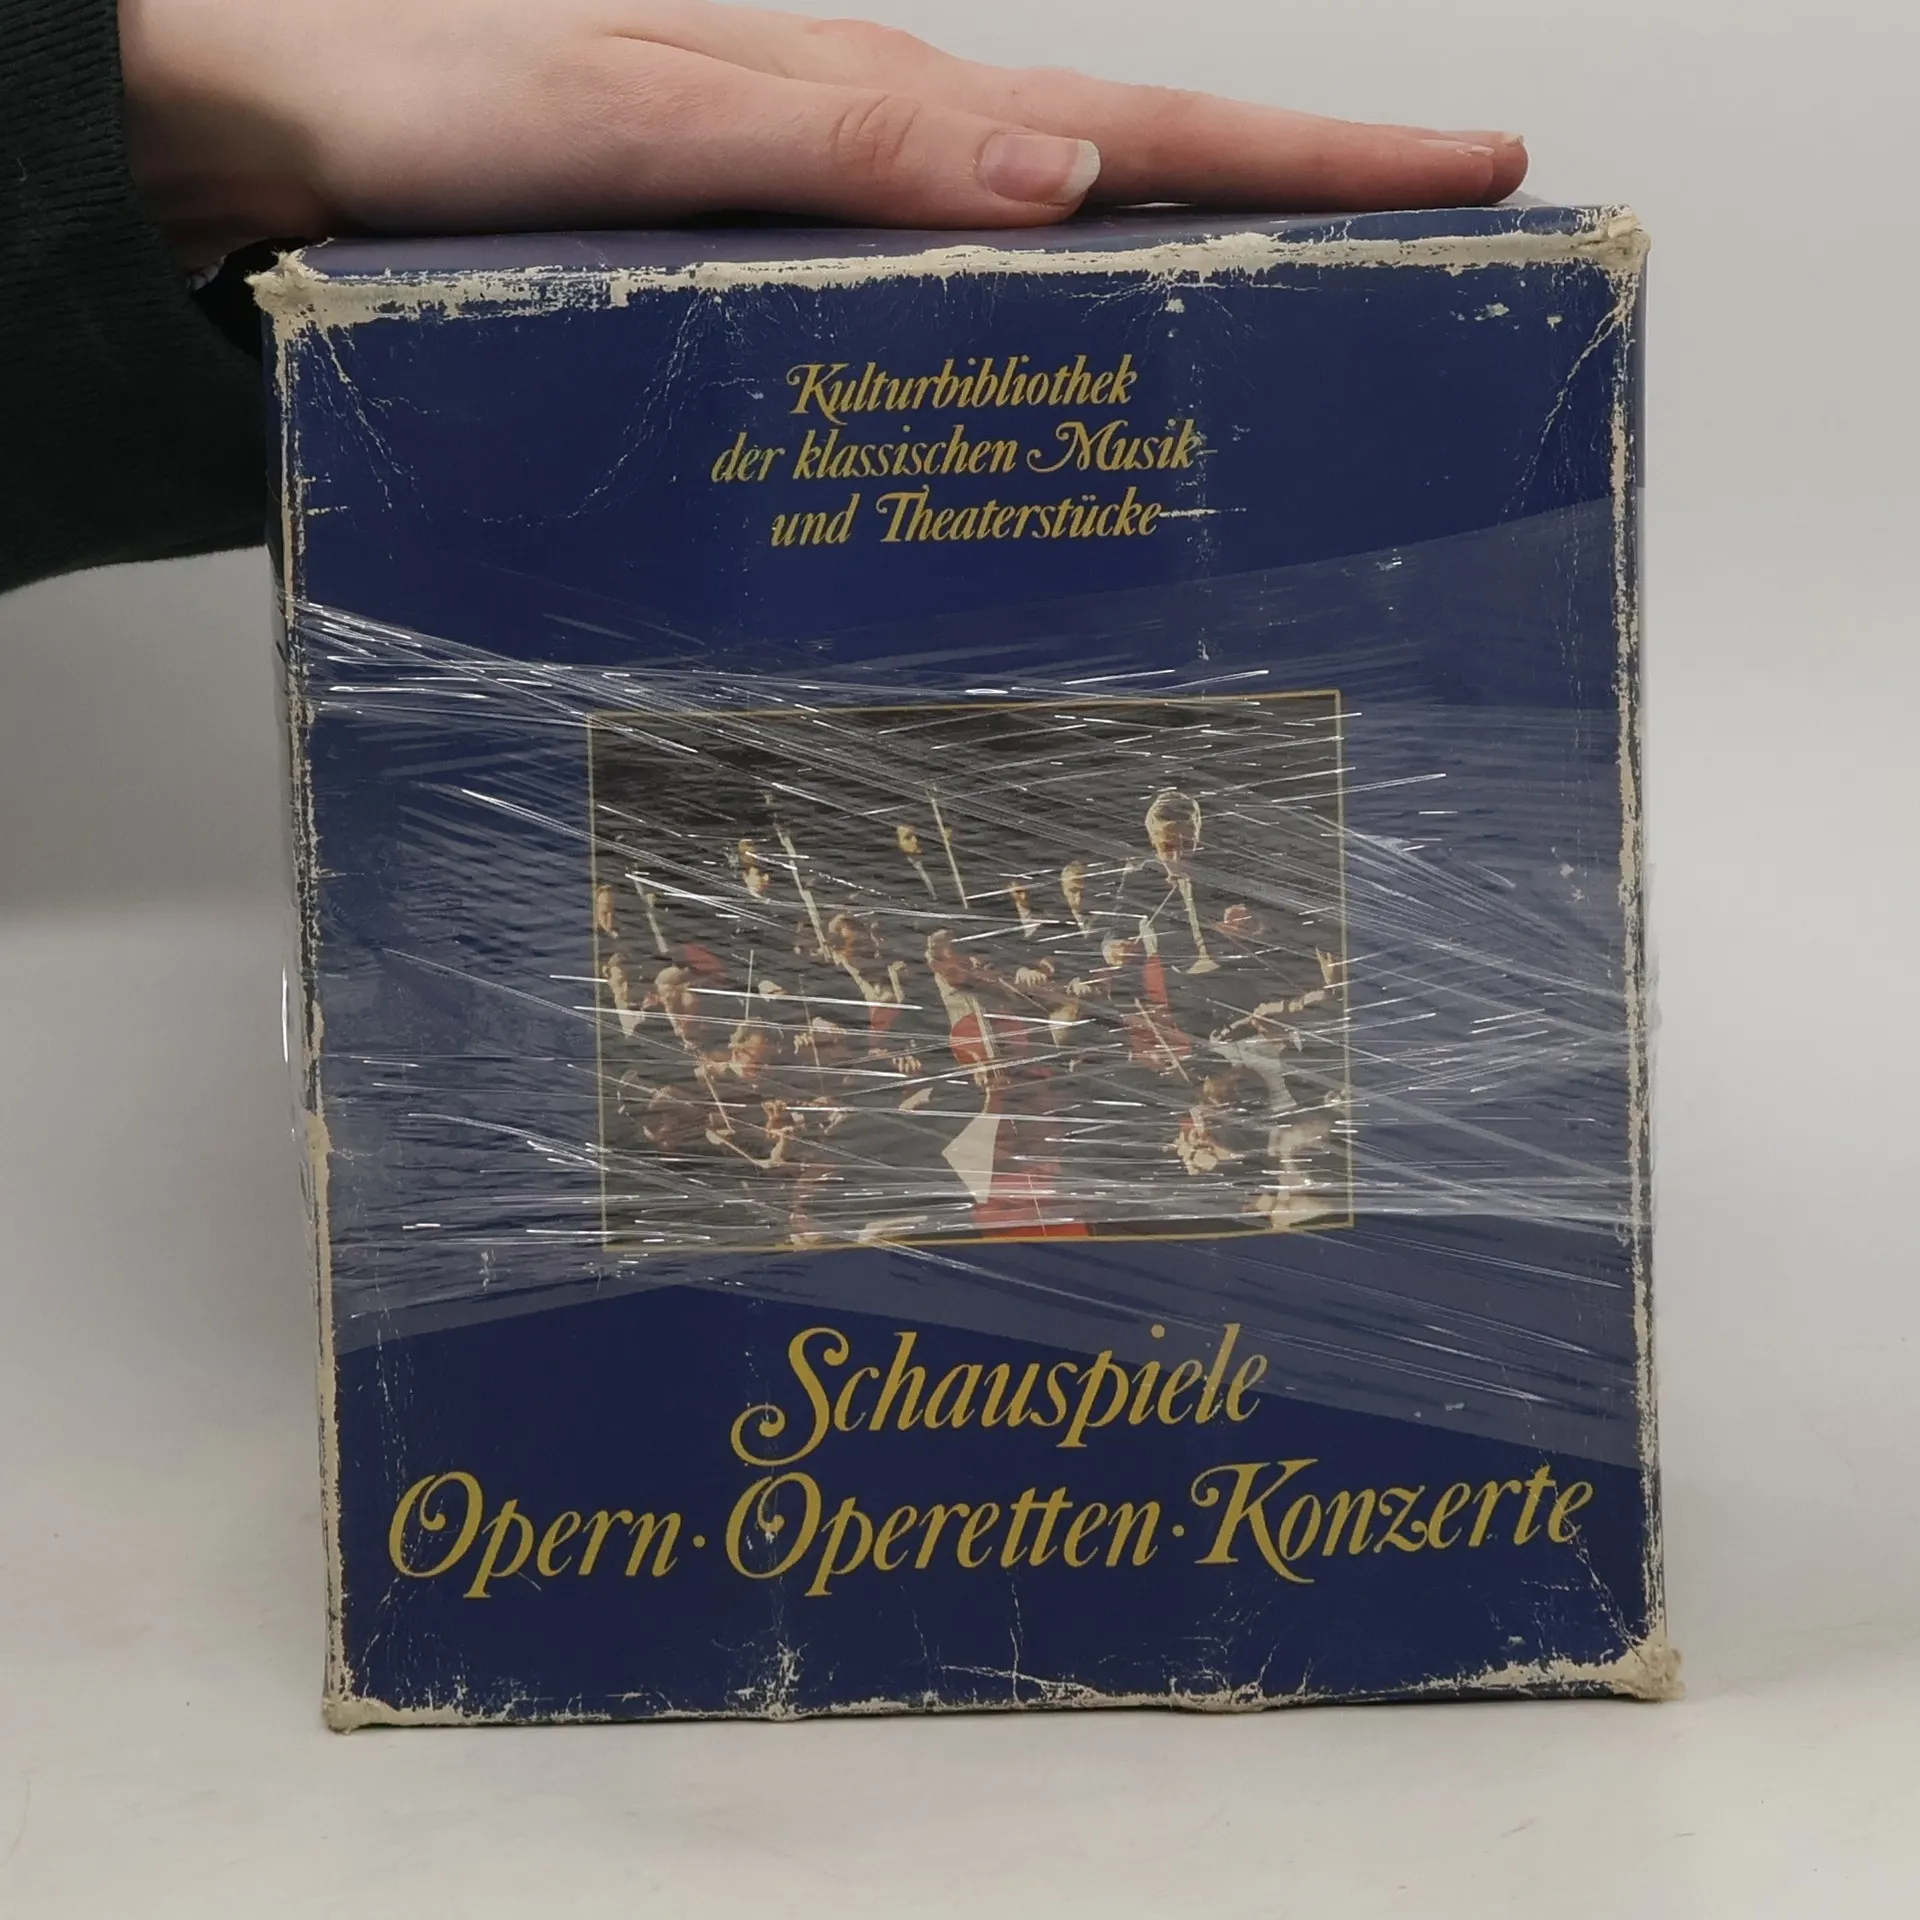 Kulturbibliothek
der klassischen Musik-
und Theaterstücke
Schauspiele
Opern · Operetten · Konzerte